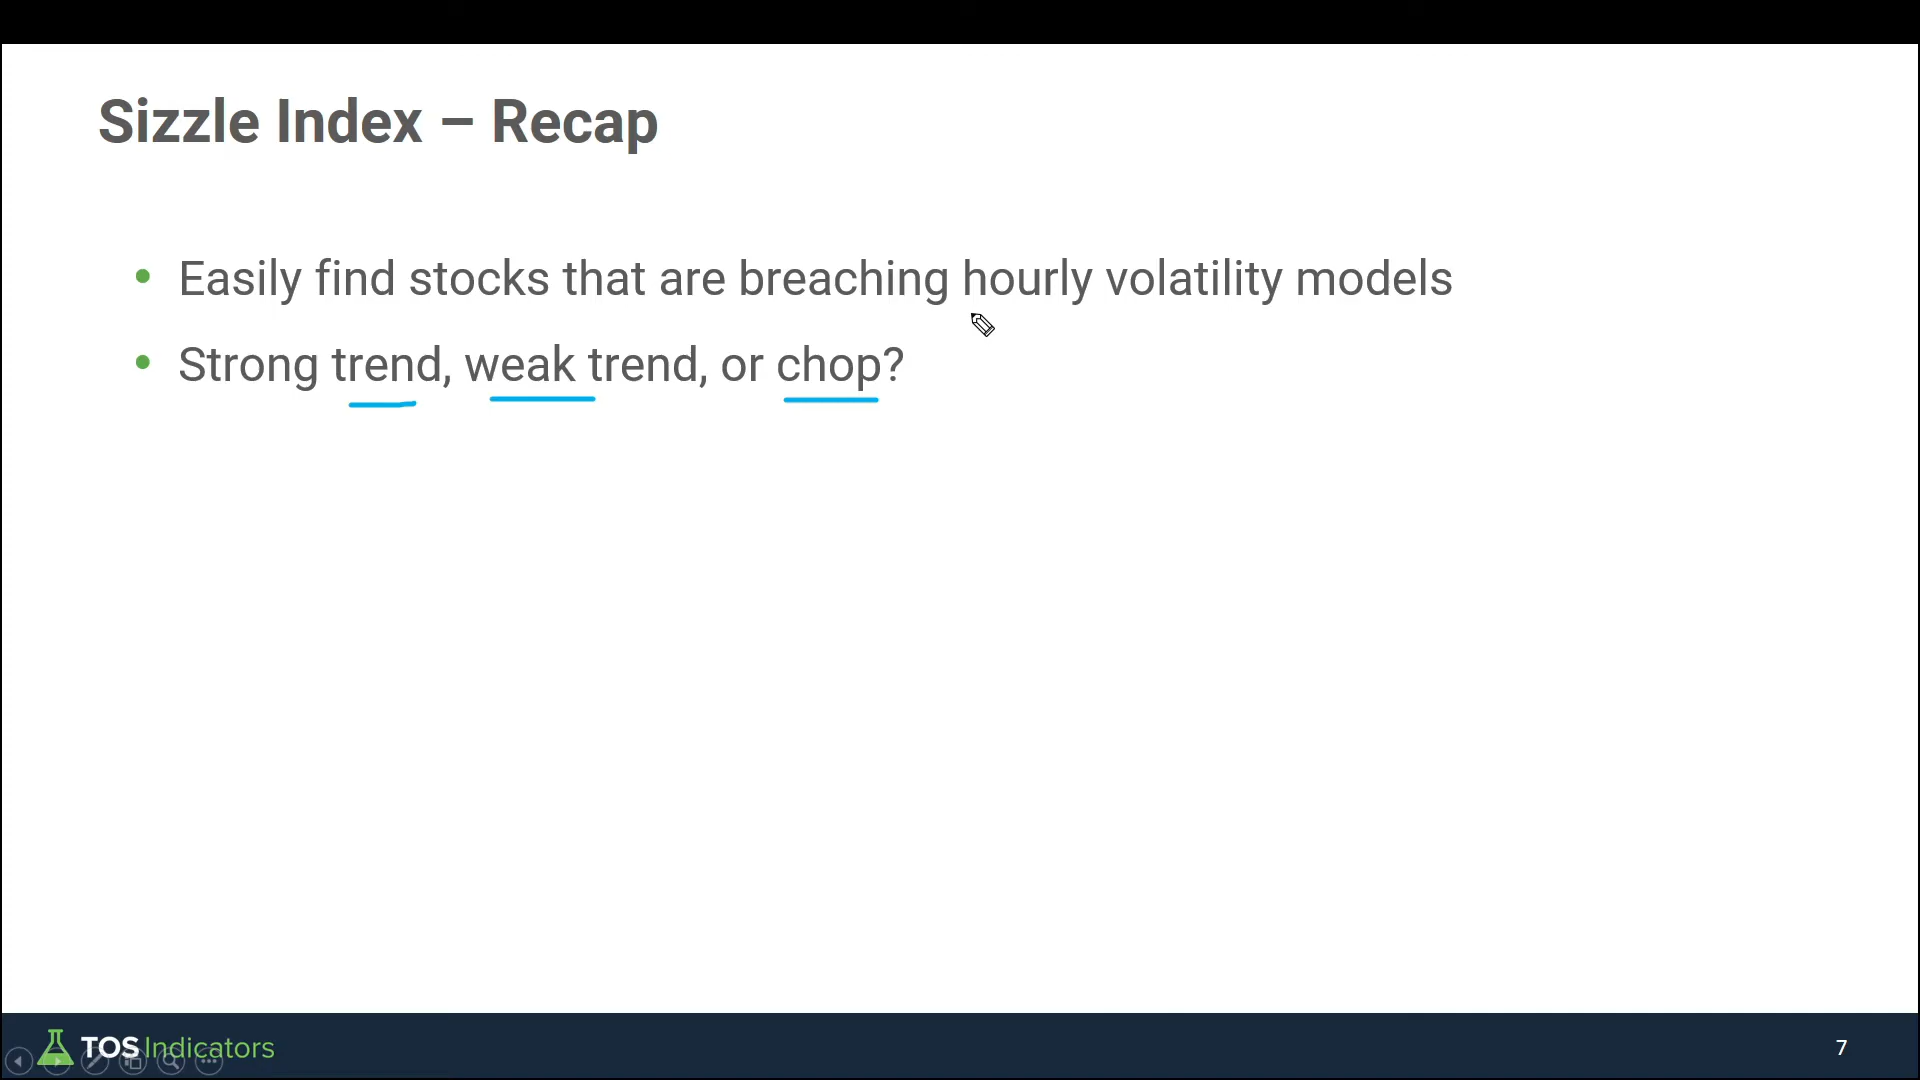 Sizzle Index – Recap
• Easily find stocks that are breaching hourly volatility models
• Strong trend, weak trend, or chop?
TOS Indicators
7